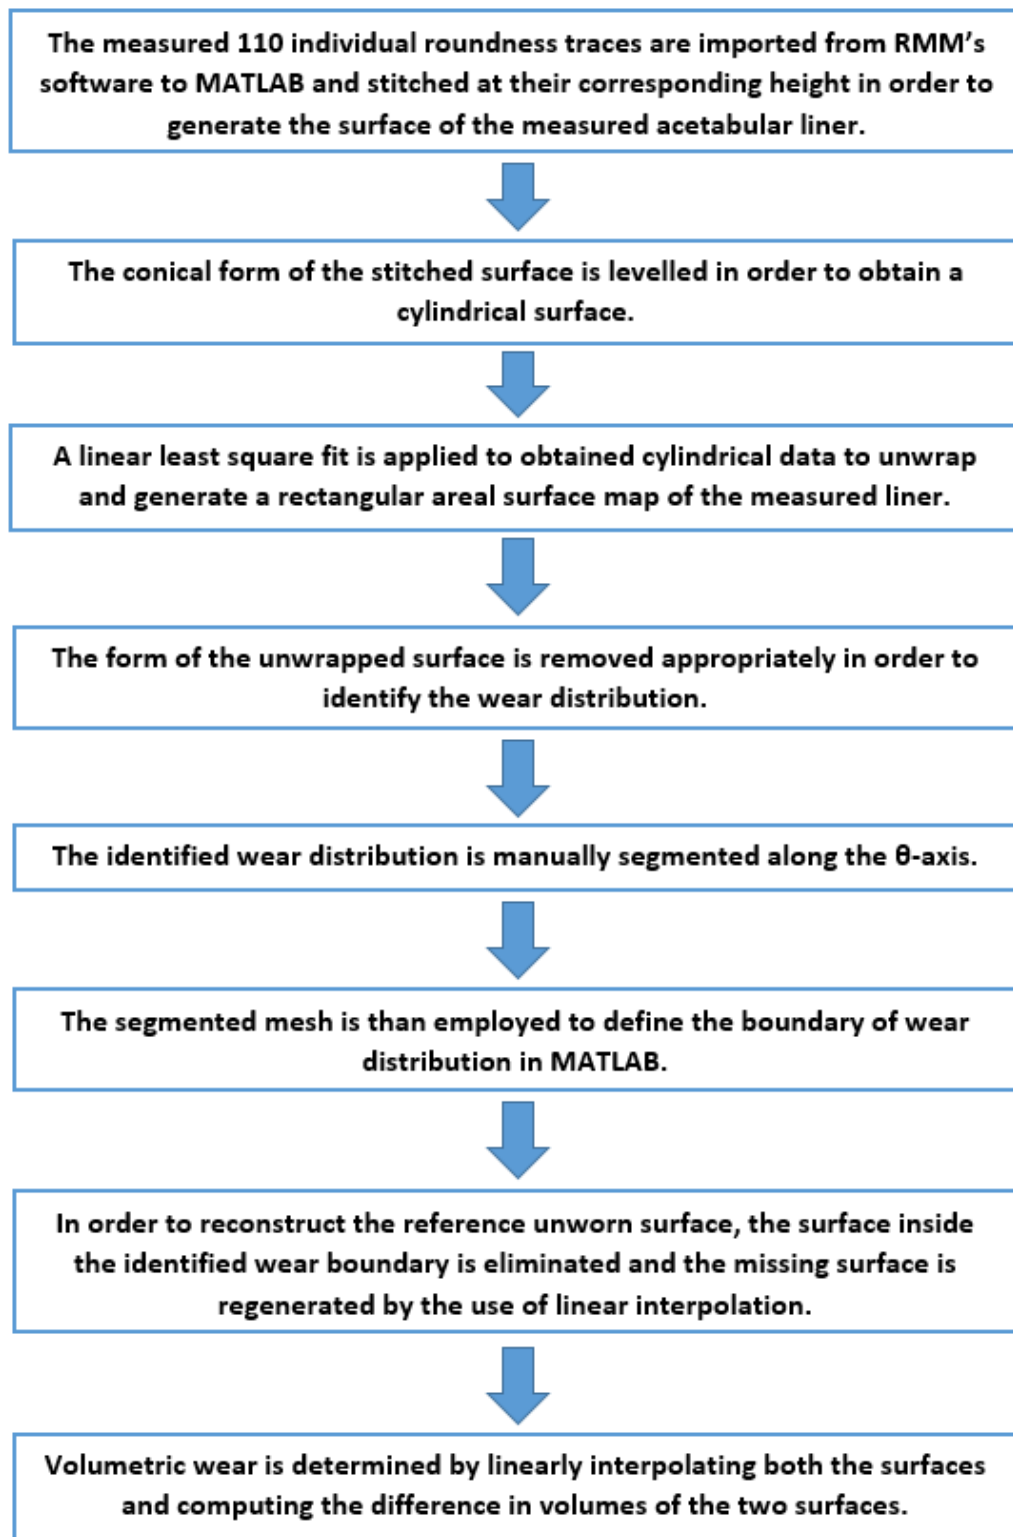 The measured 110 individual roundness traces are imported from RMM's
software to MATLAB and stitched at their corresponding height in order to
generate the surface of the measured acetabular liner.
The conical form of the stitched surface is levelled in order to obtain a
cylindrical surface.
A linear least square fit is applied to obtained cylindrical data to unwrap
and generate a rectangular areal surface map of the measured liner.
The form of the unwrapped surface is removed appropriately in order to
identify the wear distribution.
The identified wear distribution is manually segmented along the θ-axis.
The segmented mesh is than employed to define the boundary of wear
distribution in MATLAB.
In order to reconstruct the reference unworn surface, the surface inside
the identified wear boundary is eliminated and the missing surface is
regenerated by the use of linear interpolation.
Volumetric wear is determined by linearly interpolating both the surfaces
and computing the difference in volumes of the two surfaces.